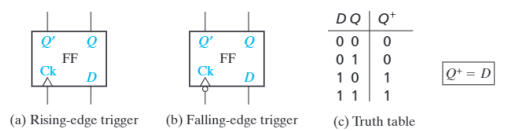 Q′ Q
FF
Ck D
(a) Rising-edge trigger
Q′ Q
FF
Ck D
(b) Falling-edge trigger
D Q Q⁺
0 0 0
0 1 0
1 0 1
1 1 1
(c) Truth table
Q⁺ = D